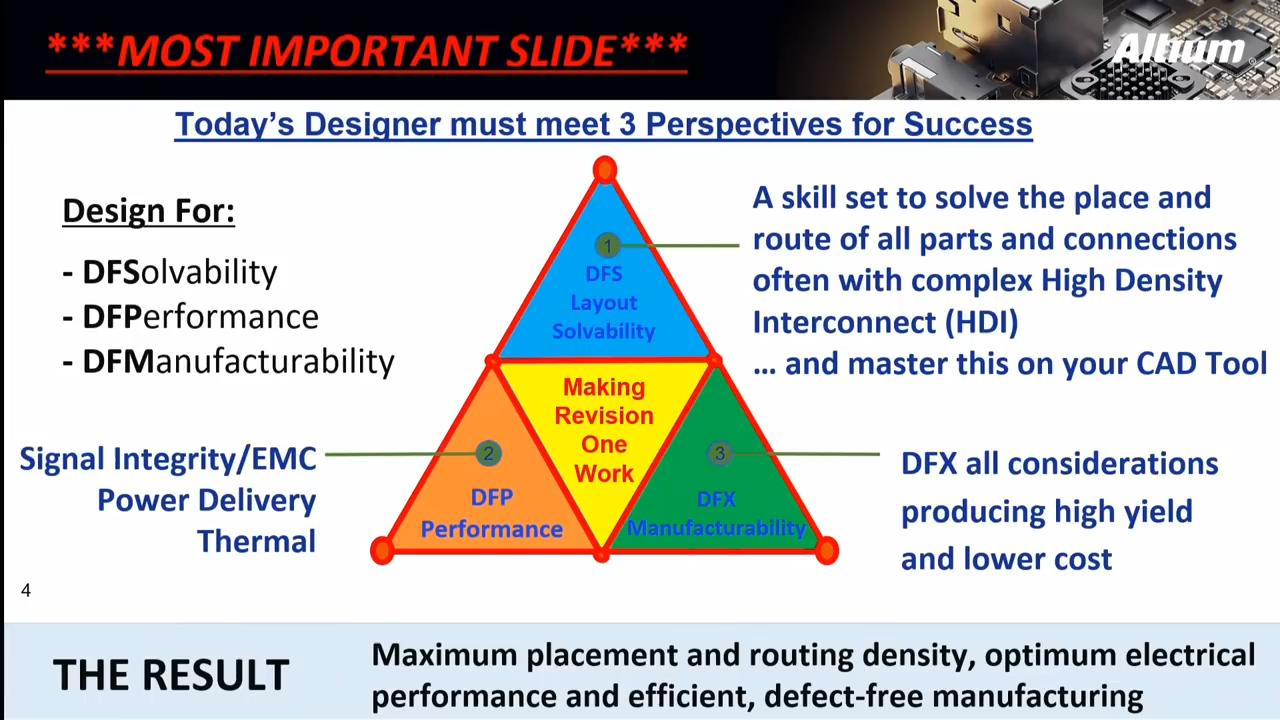 ***MOST IMPORTANT SLIDE***
Altium®
Today's Designer must meet 3 Perspectives for Success
Design For:
- DFSolvability
- DFPerformance
- DFManufacturability
1
DFS
Layout
Solvability
A skill set to solve the place and
route of all parts and connections
often with complex High Density
Interconnect (HDI)
... and master this on your CAD Tool
Making
Revision
One
Work
Signal Integrity/EMC
Power Delivery
Thermal
2
DFP
Performance
3
DFX
Manufacturability
DFX all considerations
producing high yield
and lower cost
4
THE RESULT
Maximum placement and routing density, optimum electrical
performance and efficient, defect-free manufacturing